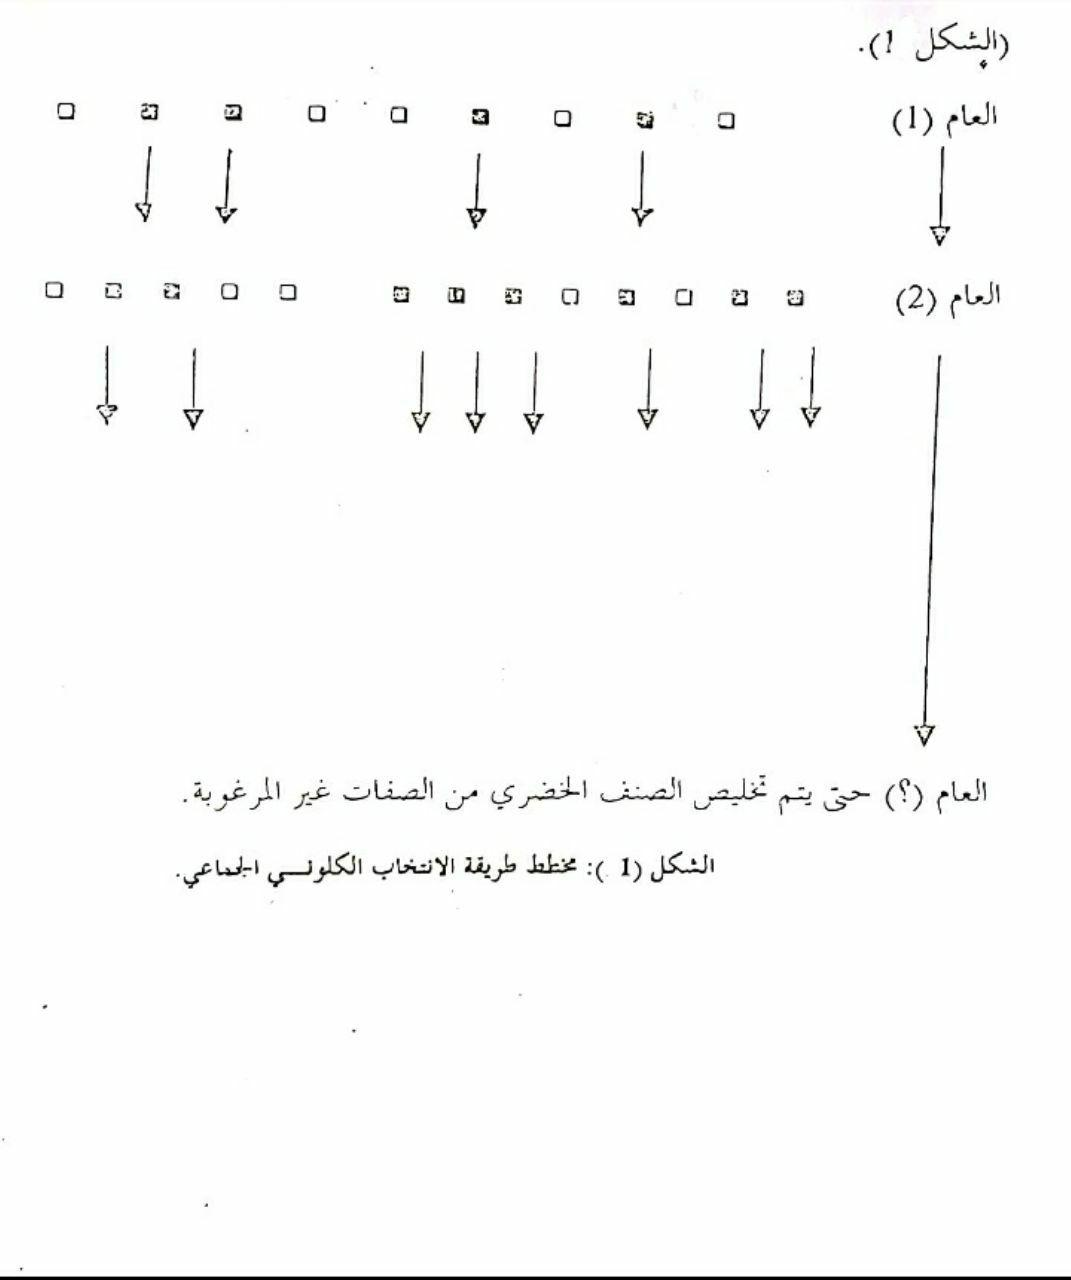 (الشكل 1).
العام (1)
العام (2)
العام (؟) حتى يتم تخليص الصنف الخضري من الصفات غير المرغوبة.
الشكل (1 ): مخطط طريقة الانتخاب الكلونـــي الجماعي.